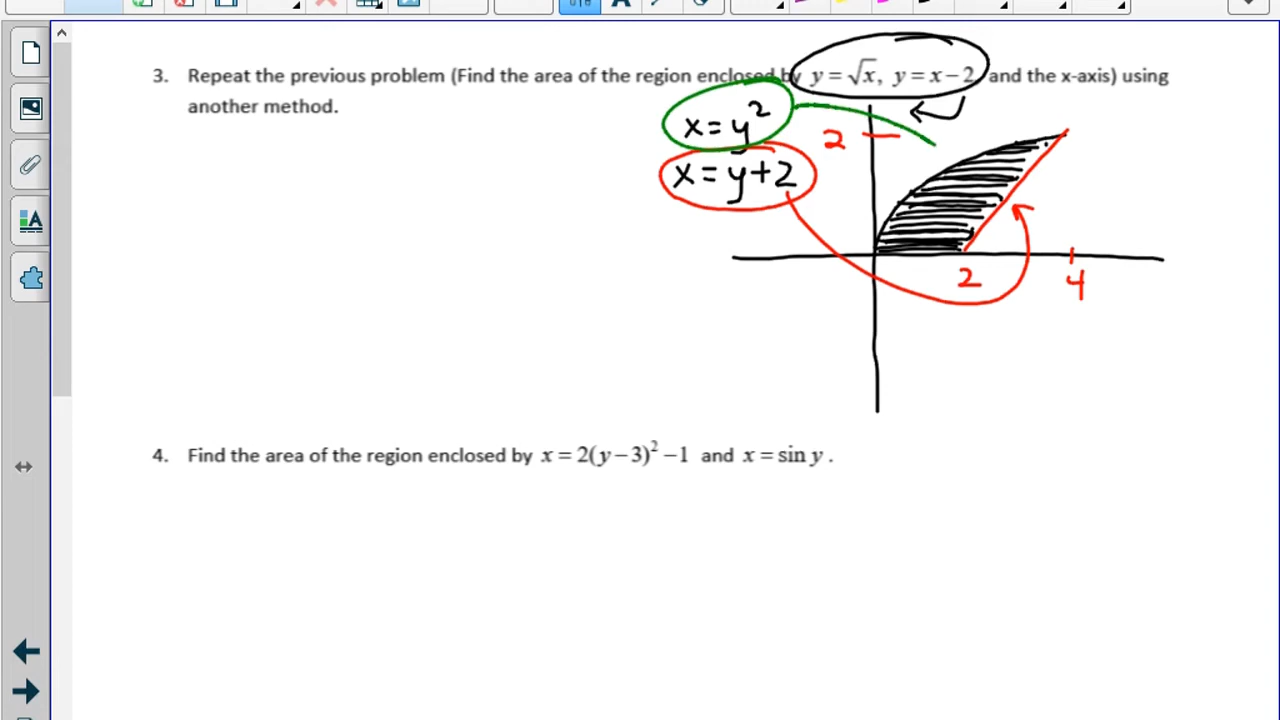 3. Repeat the previous problem (Find the area of the region enclosed by y = √x, y = x − 2 and the x-axis) using
another method.
x = y²
x = y + 2
2
2
4
4. Find the area of the region enclosed by x = 2(y − 3)² − 1 and x = sin y .